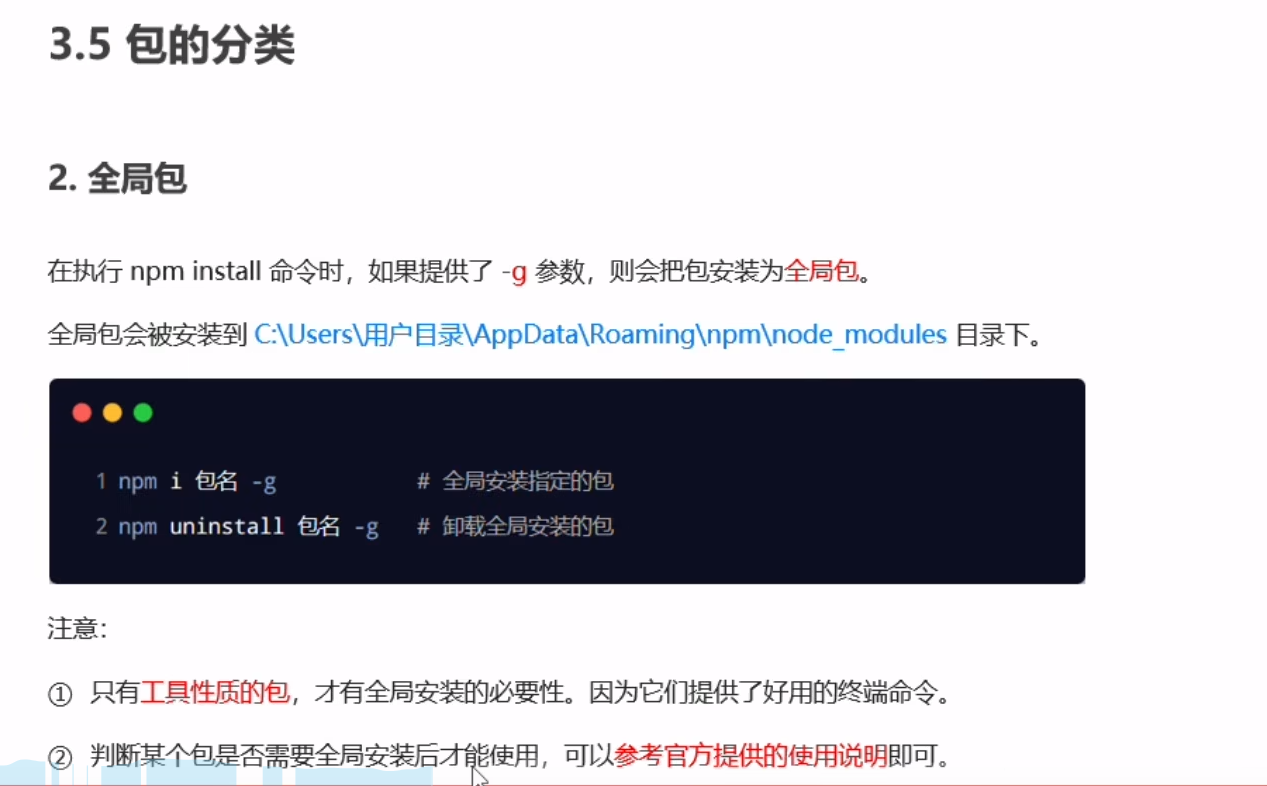 3.5 包的分类
2. 全局包
在执行 npm install 命令时，如果提供了 -g 参数，则会把包安装为全局包。
全局包会被安装到 C:\Users\用户目录\AppData\Roaming\npm\node_modules 目录下。
1 npm i 包名 -g # 全局安装指定的包
2 npm uninstall 包名 -g # 卸载全局安装的包
注意：
① 只有工具性质的包，才有全局安装的必要性。因为它们提供了好用的终端命令。
② 判断某个包是否需要全局安装后才能使用，可以参考官方提供的使用说明即可。